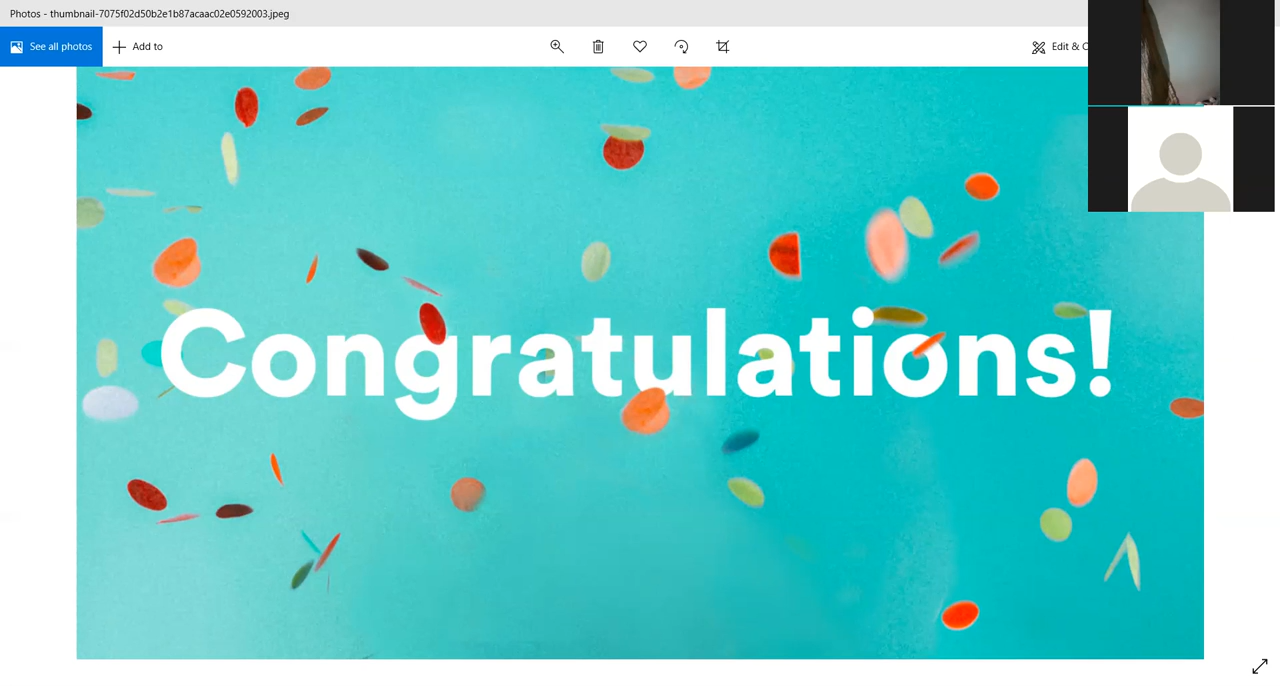 Photos - thumbnail-7075f02d50b2e1b87acaac02e0592003.jpeg
See all photos
Add to
Edit & C
Congratulations!